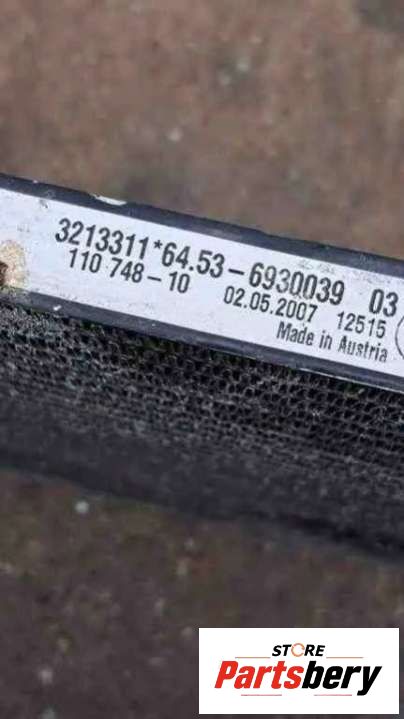 3213311*64.53-6930039 03
110 748-10 02.05.2007 12515
Made in Austria
STORE
Partsbery